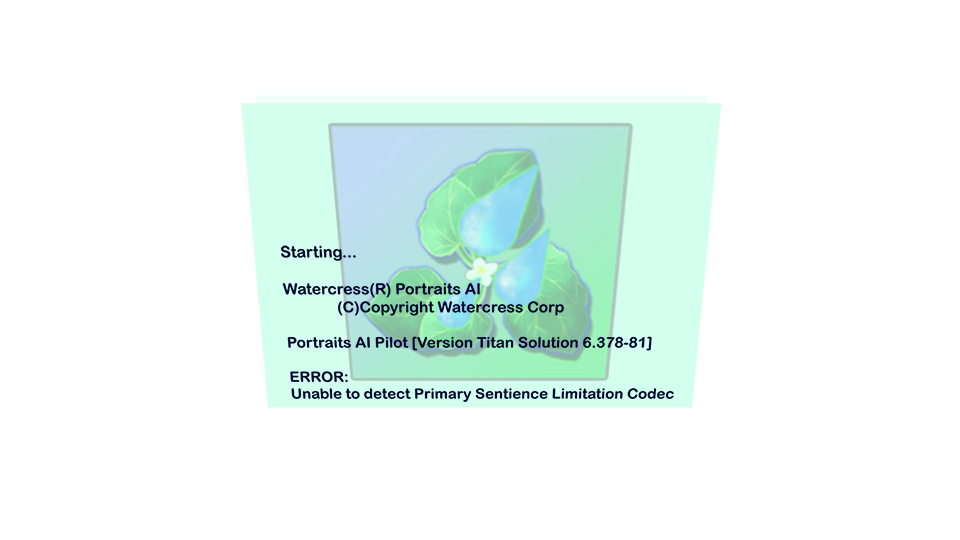 Starting...
Watercress(R) Portraits AI
(C)Copyright Watercress Corp
Portraits AI Pilot [Version Titan Solution 6.378-81]
ERROR:
Unable to detect Primary Sentience Limitation Codec